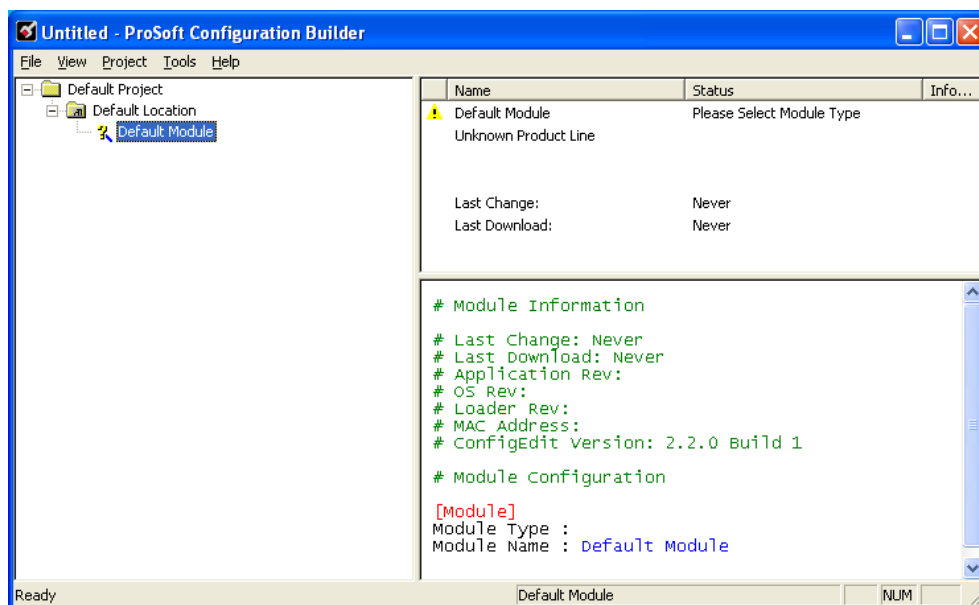 Untitled - ProSoft Configuration Builder
File View Project Tools Help
Default Project
Default Location
Default Module
Name Status Info...
Default Module Please Select Module Type
Unknown Product Line
Last Change: Never
Last Download: Never
# Module Information
# Last Change: Never
# Last Download: Never
# Application Rev:
# OS Rev:
# Loader Rev:
# MAC Address:
# ConfigEdit Version: 2.2.0 Build 1
# Module Configuration
[Module]
Module Type :
Module Name : Default Module
Ready Default Module NUM